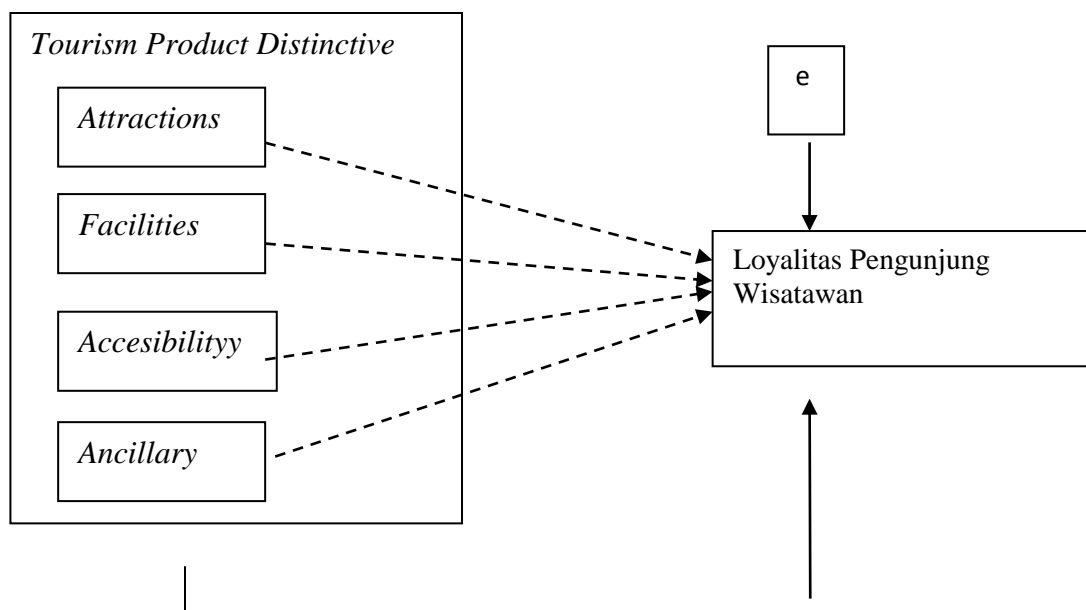 Tourism Product Distinctive
e
Attractions
Facilities
Loyalitas Pengunjung
Wisatawan
Accesibilityy
Ancillary